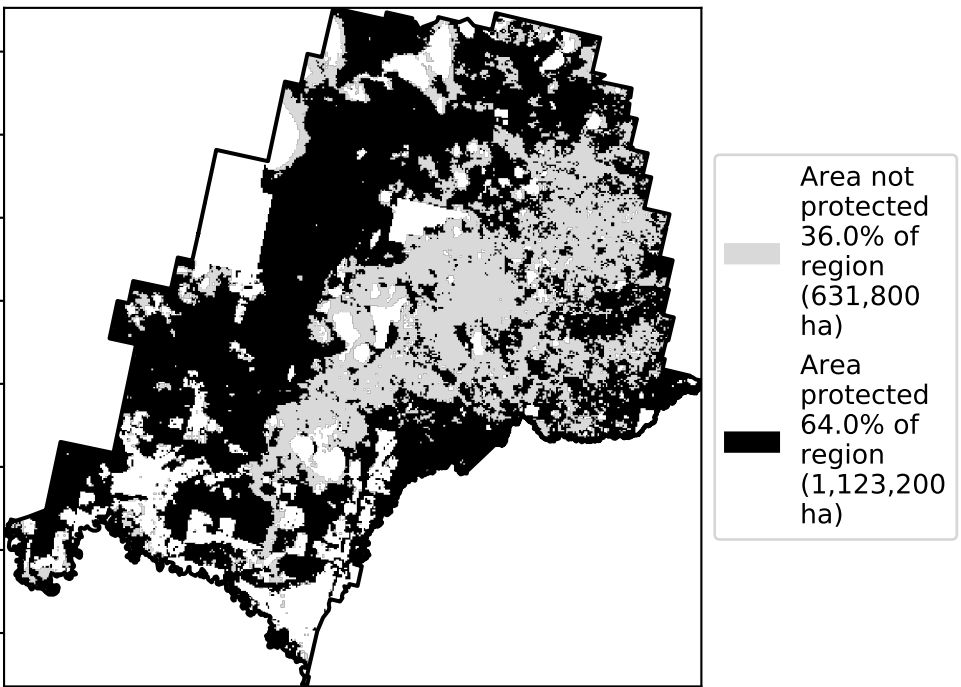 Area not
protected
36.0% of
region
(631,800
ha)
Area
protected
64.0% of
region
(1,123,200
ha)